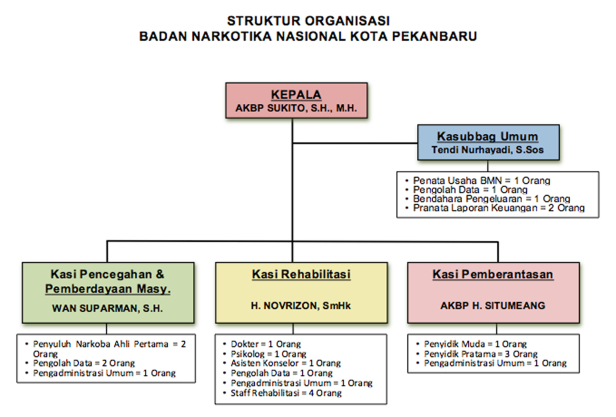 STRUKTUR ORGANISASI
BADAN NARKOTIKA NASIONAL KOTA PEKANBARU
KEPALA
AKBP SUKITO, S.H., M.H.
Kasubbag Umum
Tendi Nurhayadi, S.Sos
• Penata Usaha BMN = 1 Orang
• Pengolah Data = 1 Orang
• Bendahara Pengeluaran = 1 Orang
• Pranata Laporan Keuangan = 2 Orang
Kasi Pencegahan &
Pemberdayaan Masy.
WAN SUPARMAN, S.H.
• Penyuluh Narkoba Ahli Pertama = 2
Orang
• Pengolah Data = 2 Orang
• Pengadministrasi Umum = 1 Orang
Kasi Rehabilitasi
H. NOVRIZON, SmHk
• Dokter = 1 Orang
• Psikolog = 1 Orang
• Asisten Konselor = 1 Orang
• Pengolah Data = 1 Orang
• Pengadministrasi Umum = 1 Orang
• Staff Rehabilitasi = 4 Orang
Kasi Pemberantasan
AKBP H. SITUMEANG
• Penyidik Muda = 1 Orang
• Penyidik Pratama = 3 Orang
• Pengadministrasi Umum = 1 Orang